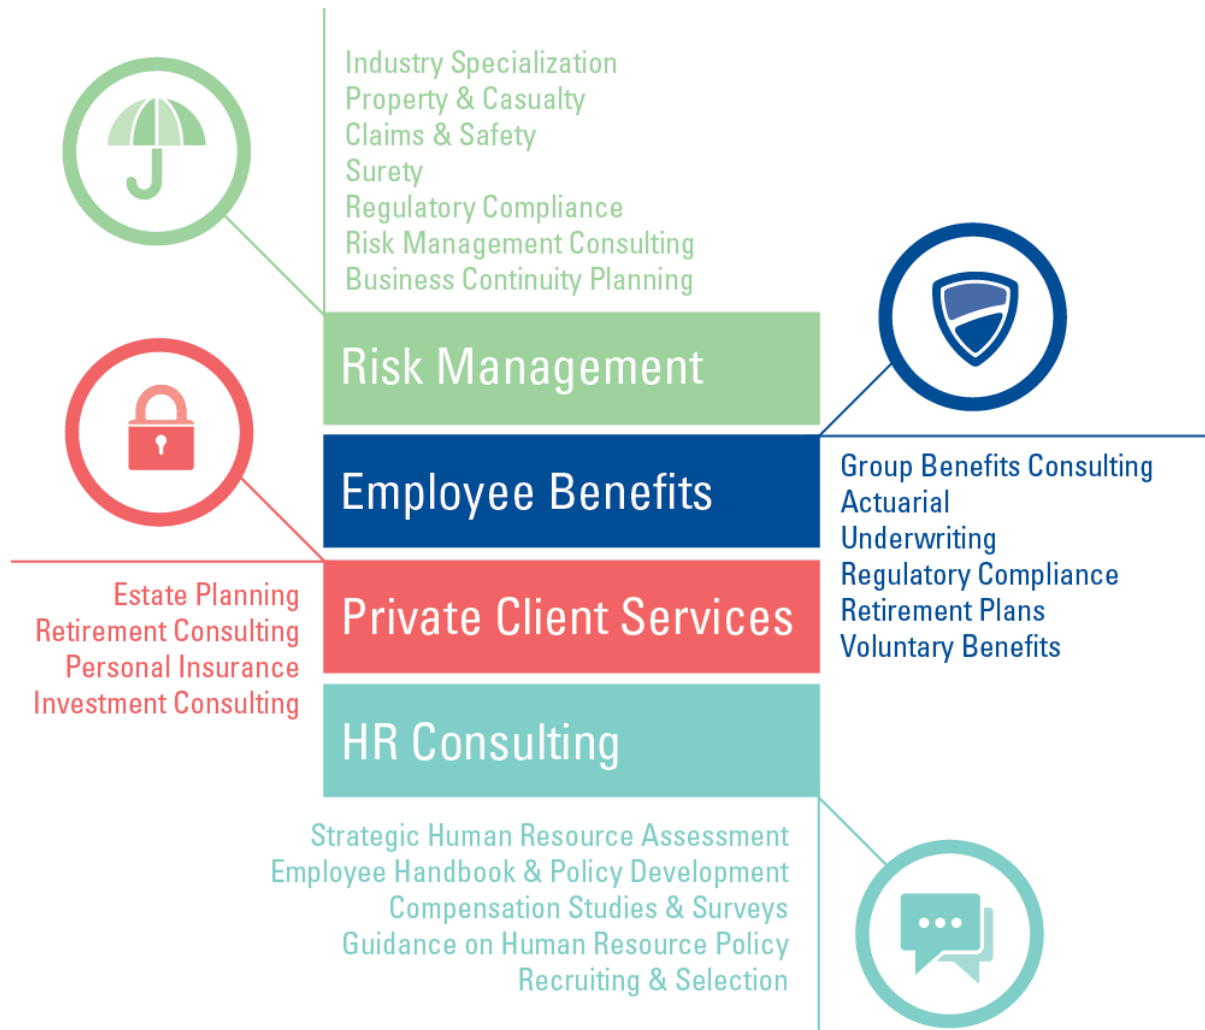 Industry Specialization
Property & Casualty
Claims & Safety
Surety
Regulatory Compliance
Risk Management Consulting
Business Continuity Planning
Risk Management
Employee Benefits
Group Benefits Consulting
Actuarial
Underwriting
Regulatory Compliance
Retirement Plans
Voluntary Benefits
Private Client Services
Estate Planning
Retirement Consulting
Personal Insurance
Investment Consulting
HR Consulting
Strategic Human Resource Assessment
Employee Handbook & Policy Development
Compensation Studies & Surveys
Guidance on Human Resource Policy
Recruiting & Selection